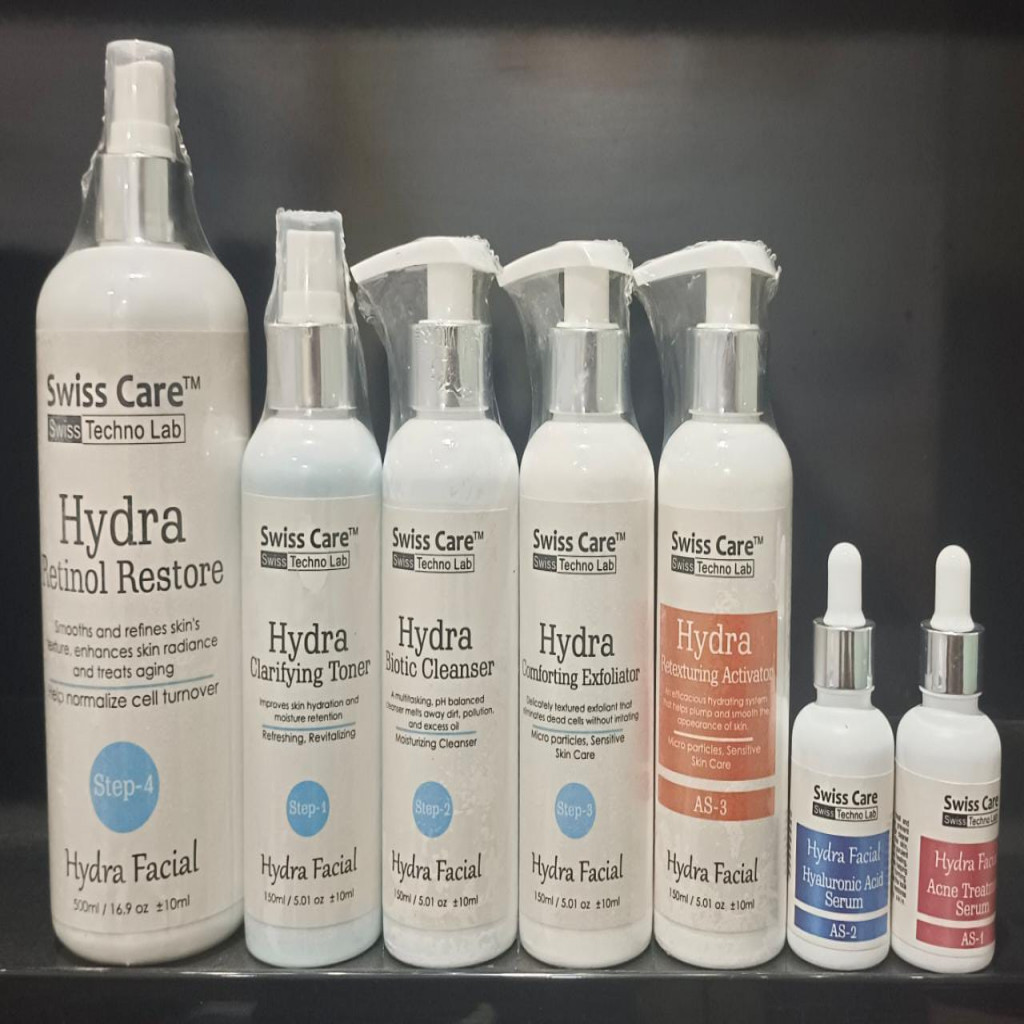 Swiss Care™
Swiss Techno Lab
Hydra
Retinol Restore
Smooths and refines skin's
texture, enhances skin radiance
and treats aging
Help normalize cell turnover
Step-4
Hydra Facial
500ml / 16.9 oz ±10ml
Swiss Care™
Swiss Techno Lab
Hydra
Clarifying Toner
Improves skin hydration and
moisture retention
Refreshing, Revitalizing
Step-1
Hydra Facial
150ml / 5.01 oz ±10ml
Swiss Care™
Swiss Techno Lab
Hydra
Biotic Cleanser
A multitasking, pH balanced
cleanser melts away dirt, pollution,
and excess oil
Moisturizing Cleanser
Step-2
Hydra Facial
150ml / 5.01 oz ±10ml
Swiss Care™
Swiss Techno Lab
Hydra
Comforting Exfoliator
Delicately textured exfoliant that
eliminates dead cells without irritating
Micro particles, Sensitive
Skin Care
Step-3
Hydra Facial
150ml / 5.01 oz ±10ml
Swiss Care™
Swiss Techno Lab
Hydra
Retexturing Activator
An efficacious hydrating system
that helps plump and smooth the
appearance of skin.
Micro particles, Sensitive
Skin Care
AS-3
Hydra Facial
150ml / 5.01 oz ±10ml
Swiss Care
Swiss Techno Lab
Hydra Facial
Hyaluronic Acid
Serum
AS-2
Swiss Care
Swiss Techno Lab
Hydra Facial
Acne Treatment
Serum
AS-1